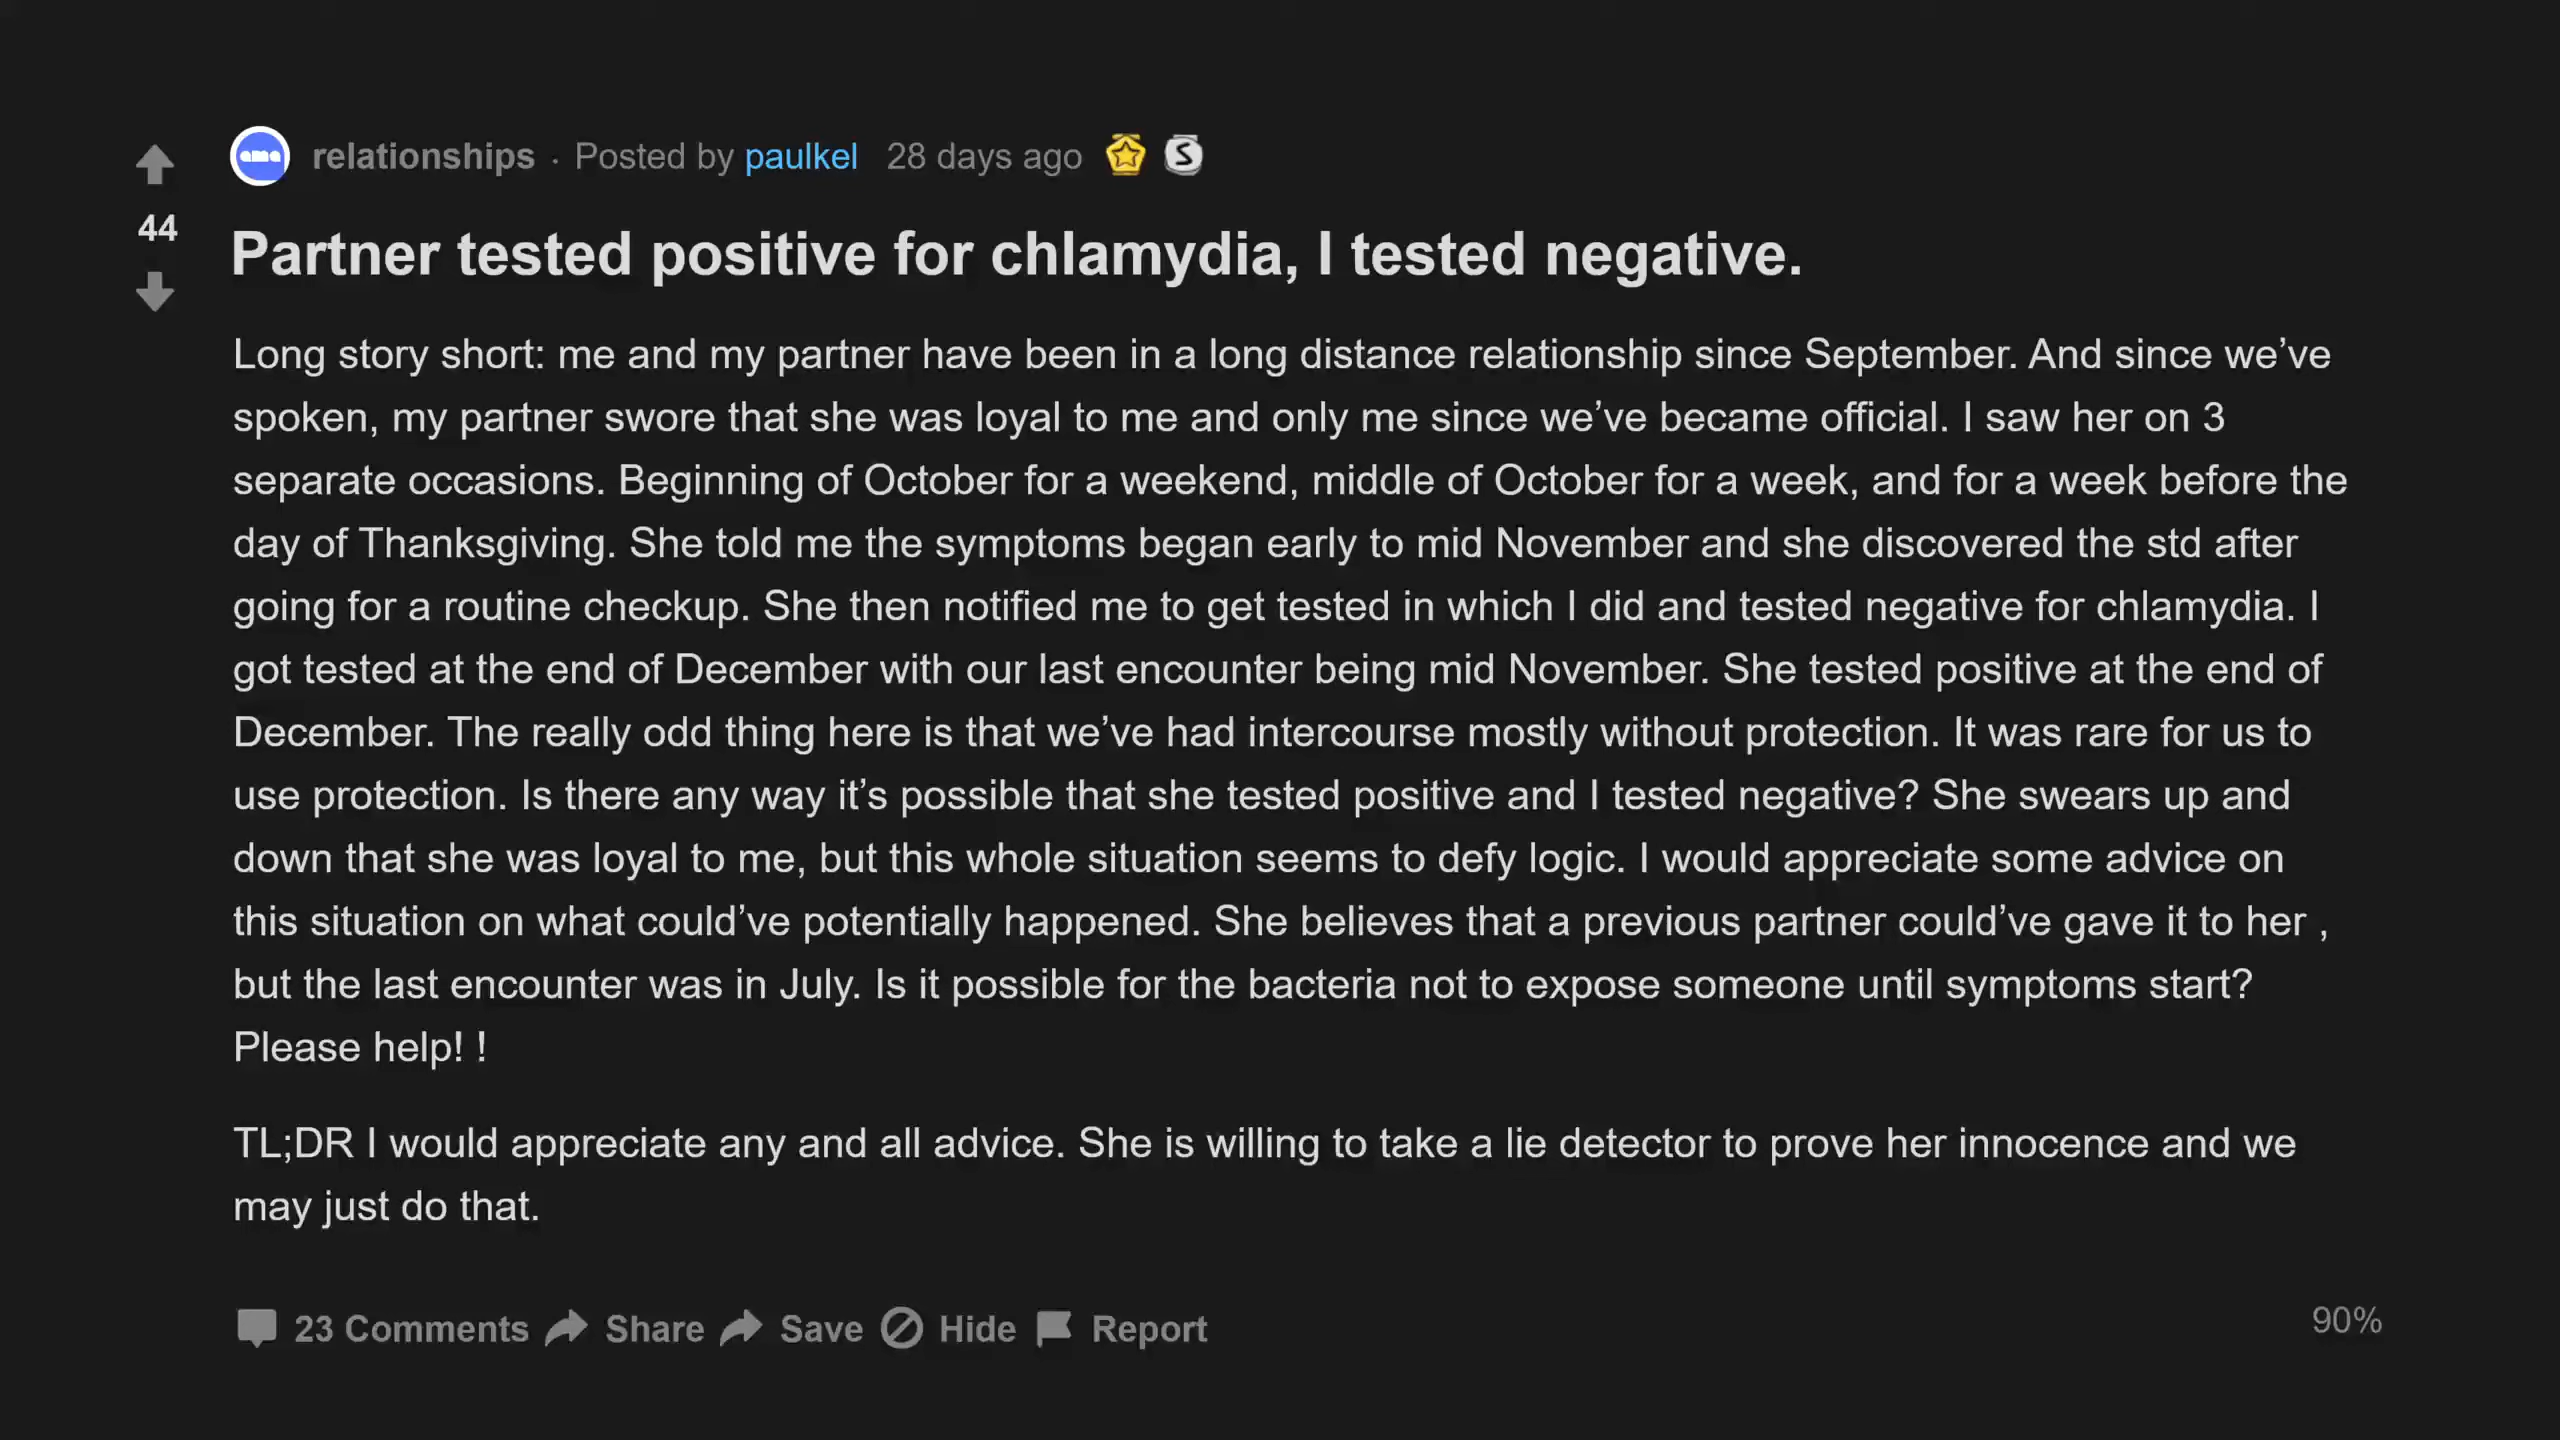 relationships · Posted by paulkel 28 days ago
44
Partner tested positive for chlamydia, I tested negative.
Long story short: me and my partner have been in a long distance relationship since September. And since we’ve
spoken, my partner swore that she was loyal to me and only me since we’ve became official. I saw her on 3
separate occasions. Beginning of October for a weekend, middle of October for a week, and for a week before the
day of Thanksgiving. She told me the symptoms began early to mid November and she discovered the std after
going for a routine checkup. She then notified me to get tested in which I did and tested negative for chlamydia. I
got tested at the end of December with our last encounter being mid November. She tested positive at the end of
December. The really odd thing here is that we’ve had intercourse mostly without protection. It was rare for us to
use protection. Is there any way it’s possible that she tested positive and I tested negative? She swears up and
down that she was loyal to me, but this whole situation seems to defy logic. I would appreciate some advice on
this situation on what could’ve potentially happened. She believes that a previous partner could’ve gave it to her ,
but the last encounter was in July. Is it possible for the bacteria not to expose someone until symptoms start?
Please help! !
TL;DR I would appreciate any and all advice. She is willing to take a lie detector to prove her innocence and we
may just do that.
23 Comments Share Save Hide Report
90%